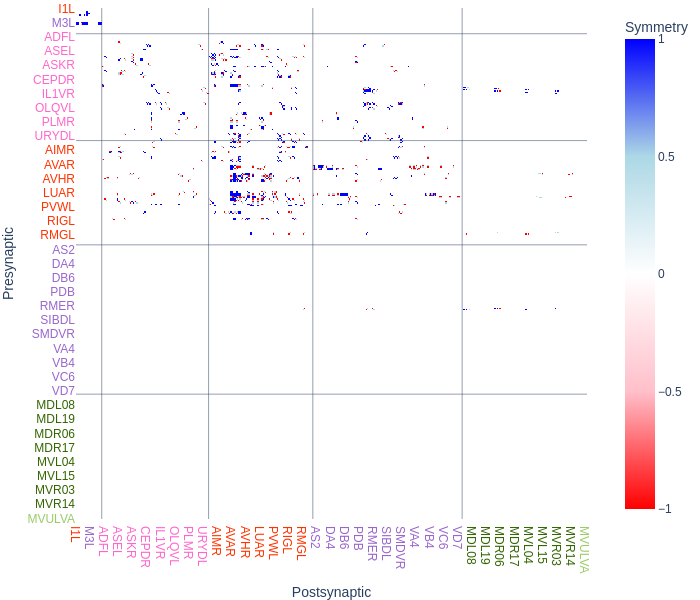 Symmetry
1
0.5
0
−0.5
−1
Presynaptic
I1L
M3L
ADFL
ASEL
ASKR
CEPDR
IL1VR
OLQVL
PLMR
URYDL
AIMR
AVAR
AVHR
LUAR
PVWL
RIGL
RMGL
AS2
DA4
DB6
PDB
RMER
SIBDL
SMDVR
VA4
VB4
VC6
VD7
MDL08
MDL19
MDR06
MDR17
MVL04
MVL15
MVR03
MVR14
MVULVA
I1L
M3L
ADFL
ASEL
ASKR
CEPDR
IL1VR
OLQVL
PLMR
URYDL
AIMR
AVAR
AVHR
LUAR
PVWL
RIGL
RMGL
AS2
DA4
DB6
PDB
RMER
SIBDL
SMDVR
VA4
VB4
VC6
VD7
MDL08
MDL19
MDR06
MDR17
MVL04
MVL15
MVR03
MVR14
MVULVA
Postsynaptic